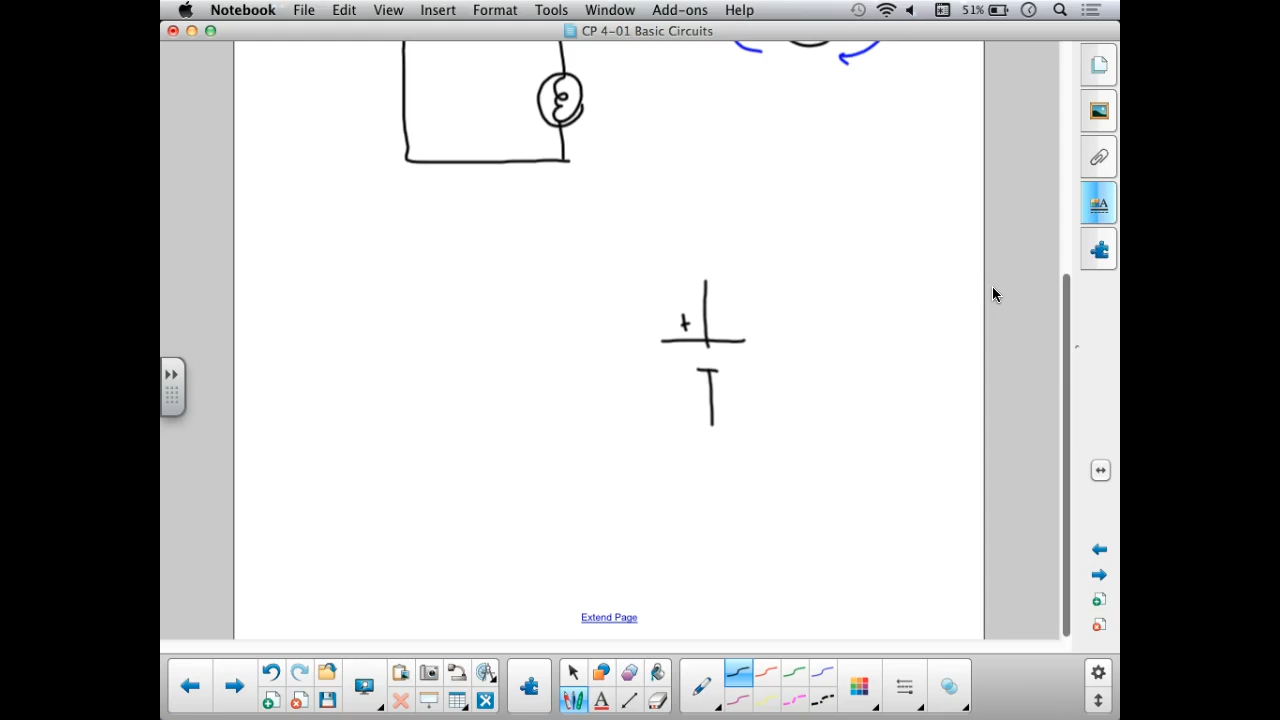 Notebook File Edit View Insert Format Tools Window Add-ons Help 51%
CP 4-01 Basic Circuits
+
Extend Page